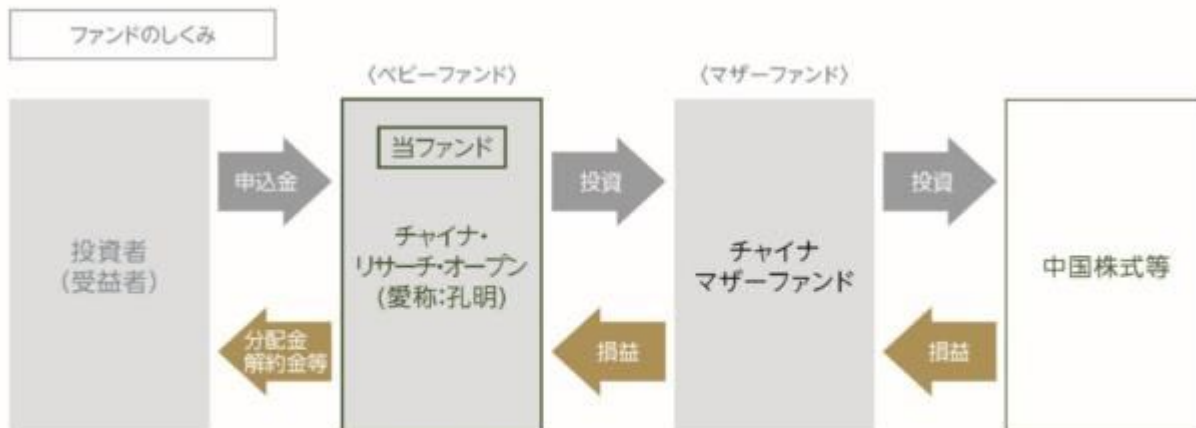 ファンドのしくみ
〈ベビーファンド〉
〈マザーファンド〉
当ファンド
申込金
投資
投資
投資者
(受益者)
チャイナ・
リサーチ・オープン
(愛称:孔明)
チャイナ
マザーファンド
中国株式等
分配金
解約金等
損益
損益